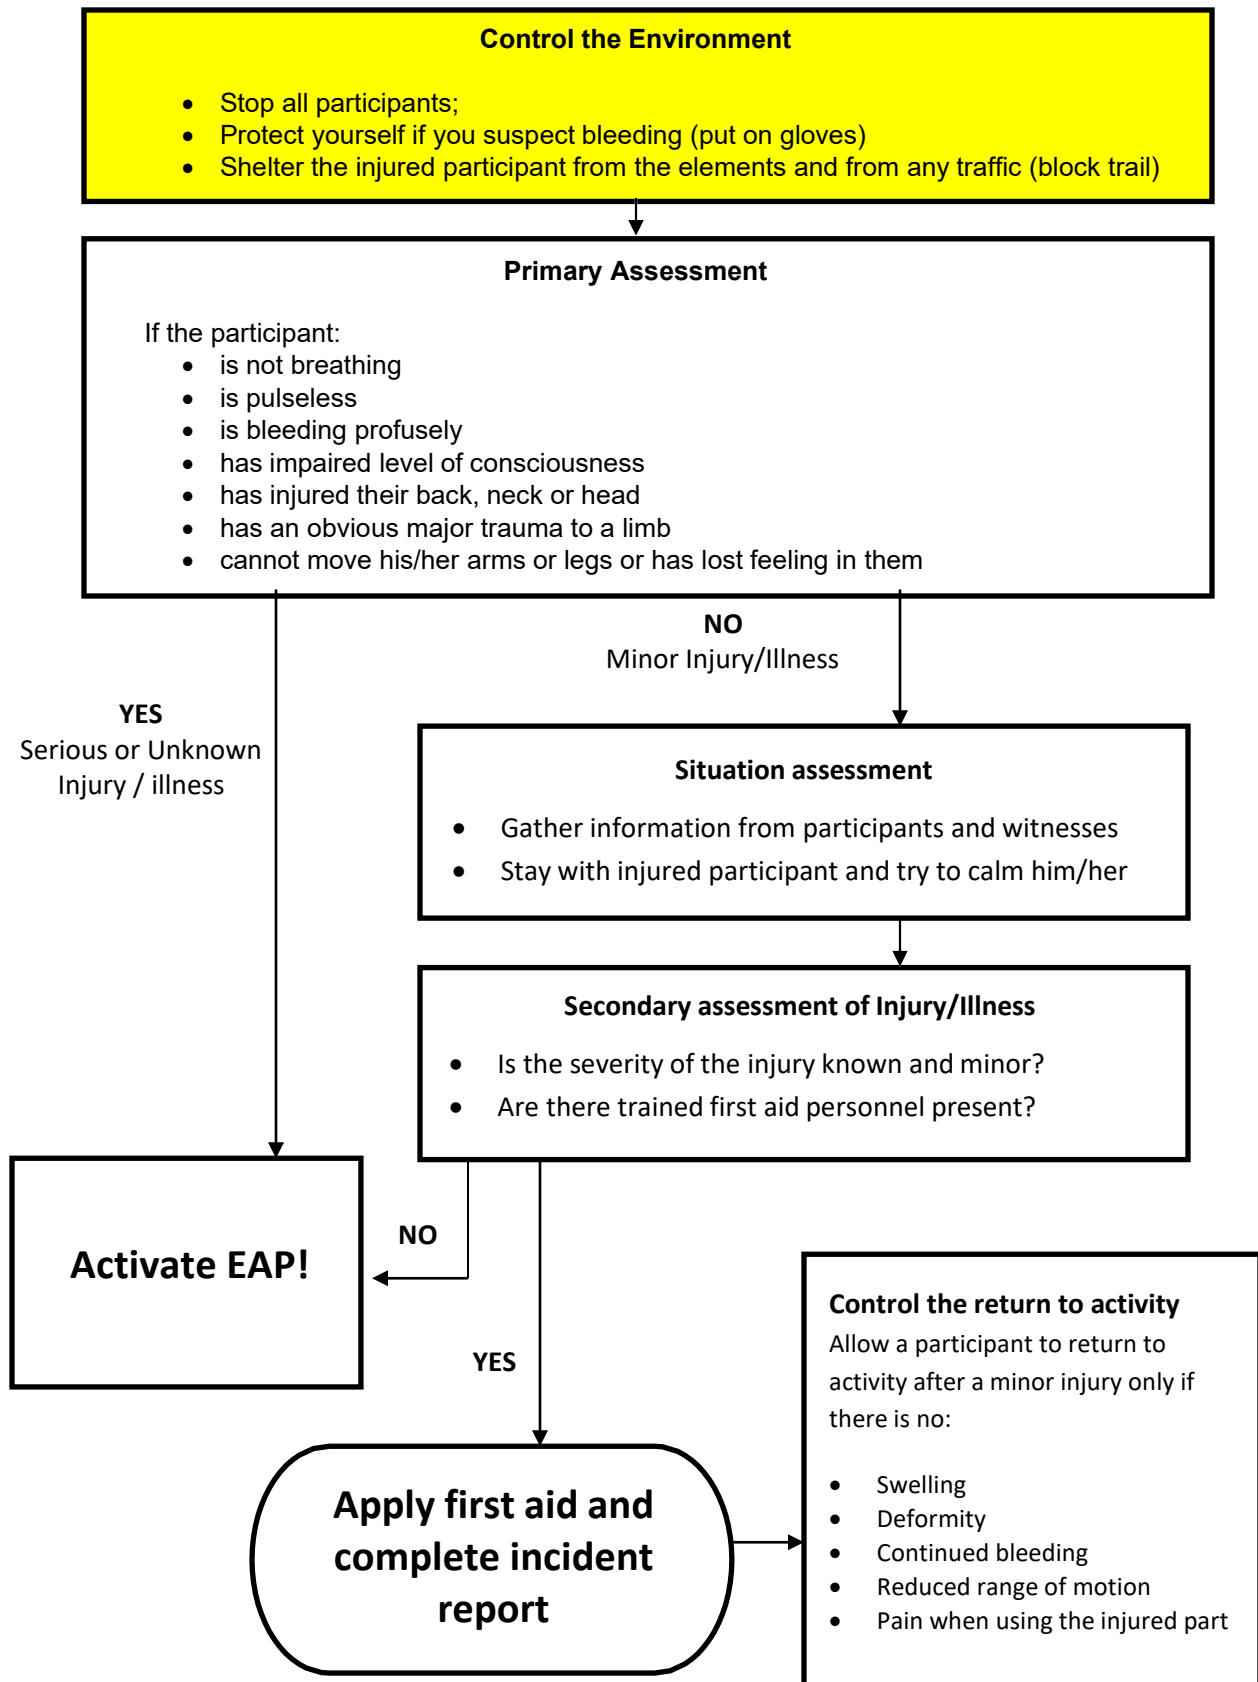 Control the Environment
• Stop all participants;
• Protect yourself if you suspect bleeding (put on gloves)
• Shelter the injured participant from the elements and from any traffic (block trail)
Primary Assessment
If the participant:
• is not breathing
• is pulseless
• is bleeding profusely
• has impaired level of consciousness
• has injured their back, neck or head
• has an obvious major trauma to a limb
• cannot move his/her arms or legs or has lost feeling in them
NO
Minor Injury/Illness
YES
Serious or Unknown
Injury / illness
Situation assessment
• Gather information from participants and witnesses
• Stay with injured participant and try to calm him/her
Secondary assessment of Injury/Illness
• Is the severity of the injury known and minor?
• Are there trained first aid personnel present?
NO
Activate EAP!
YES
Apply first aid and
complete incident
report
Control the return to activity
Allow a participant to return to
activity after a minor injury only if
there is no:
• Swelling
• Deformity
• Continued bleeding
• Reduced range of motion
• Pain when using the injured part